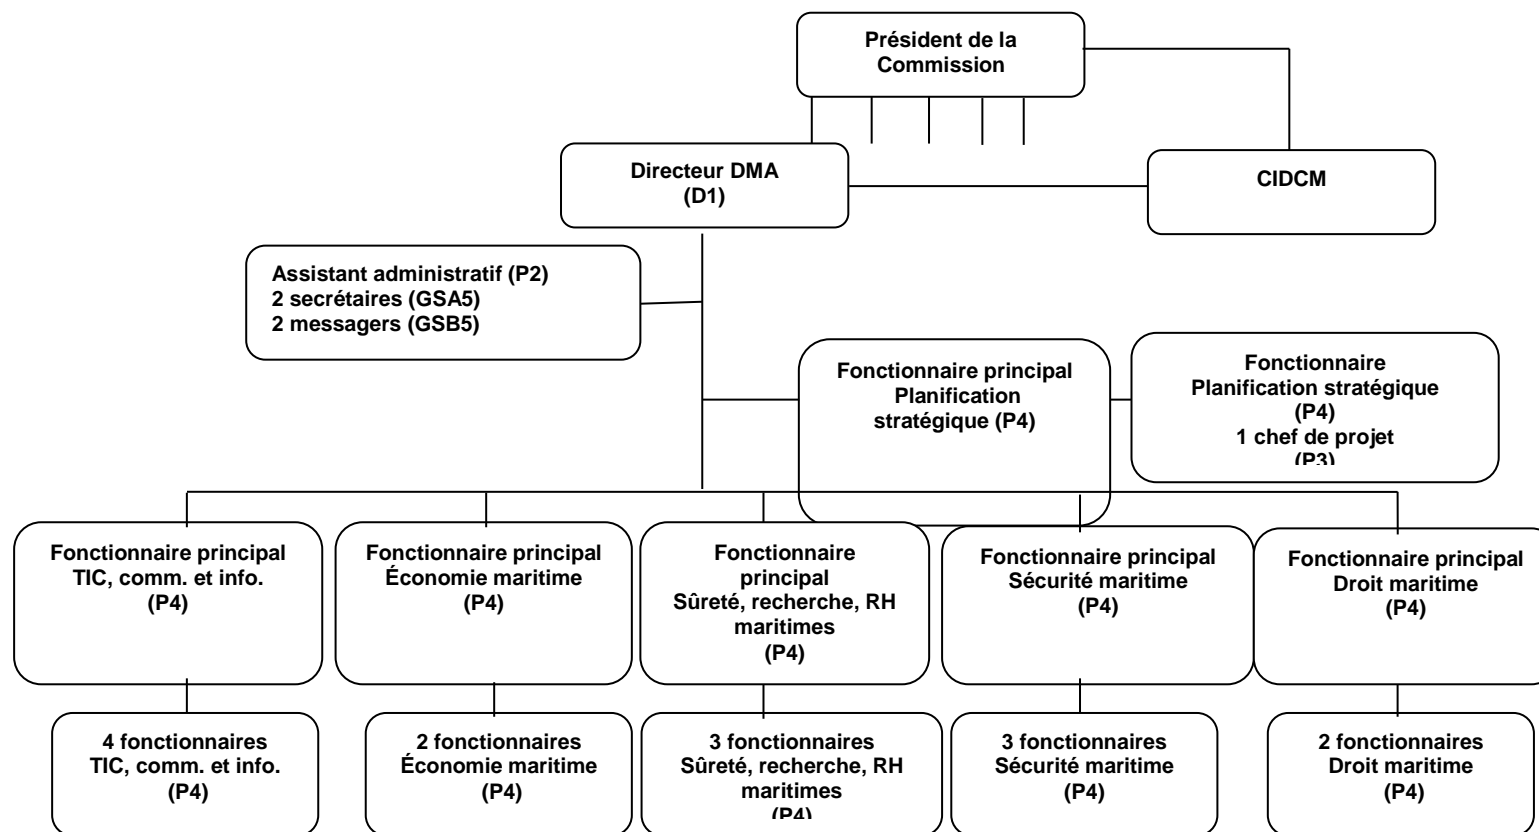 Président de la
Commission
Directeur DMA
(D1)
CIDCM
Assistant administratif (P2)
2 secrétaires (GSA5)
2 messagers (GSB5)
Fonctionnaire principal
Planification
stratégique (P4)
Fonctionnaire
Planification stratégique
(P4)
1 chef de projet
(P3)
Fonctionnaire principal
TIC, comm. et info.
(P4)
Fonctionnaire principal
Économie maritime
(P4)
Fonctionnaire
principal
Sûreté, recherche, RH
maritimes
(P4)
Fonctionnaire principal
Sécurité maritime
(P4)
Fonctionnaire principal
Droit maritime
(P4)
4 fonctionnaires
TIC, comm. et info.
(P4)
2 fonctionnaires
Économie maritime
(P4)
3 fonctionnaires
Sûreté, recherche, RH
maritimes
(P4)
3 fonctionnaires
Sécurité maritime
(P4)
2 fonctionnaires
Droit maritime
(P4)